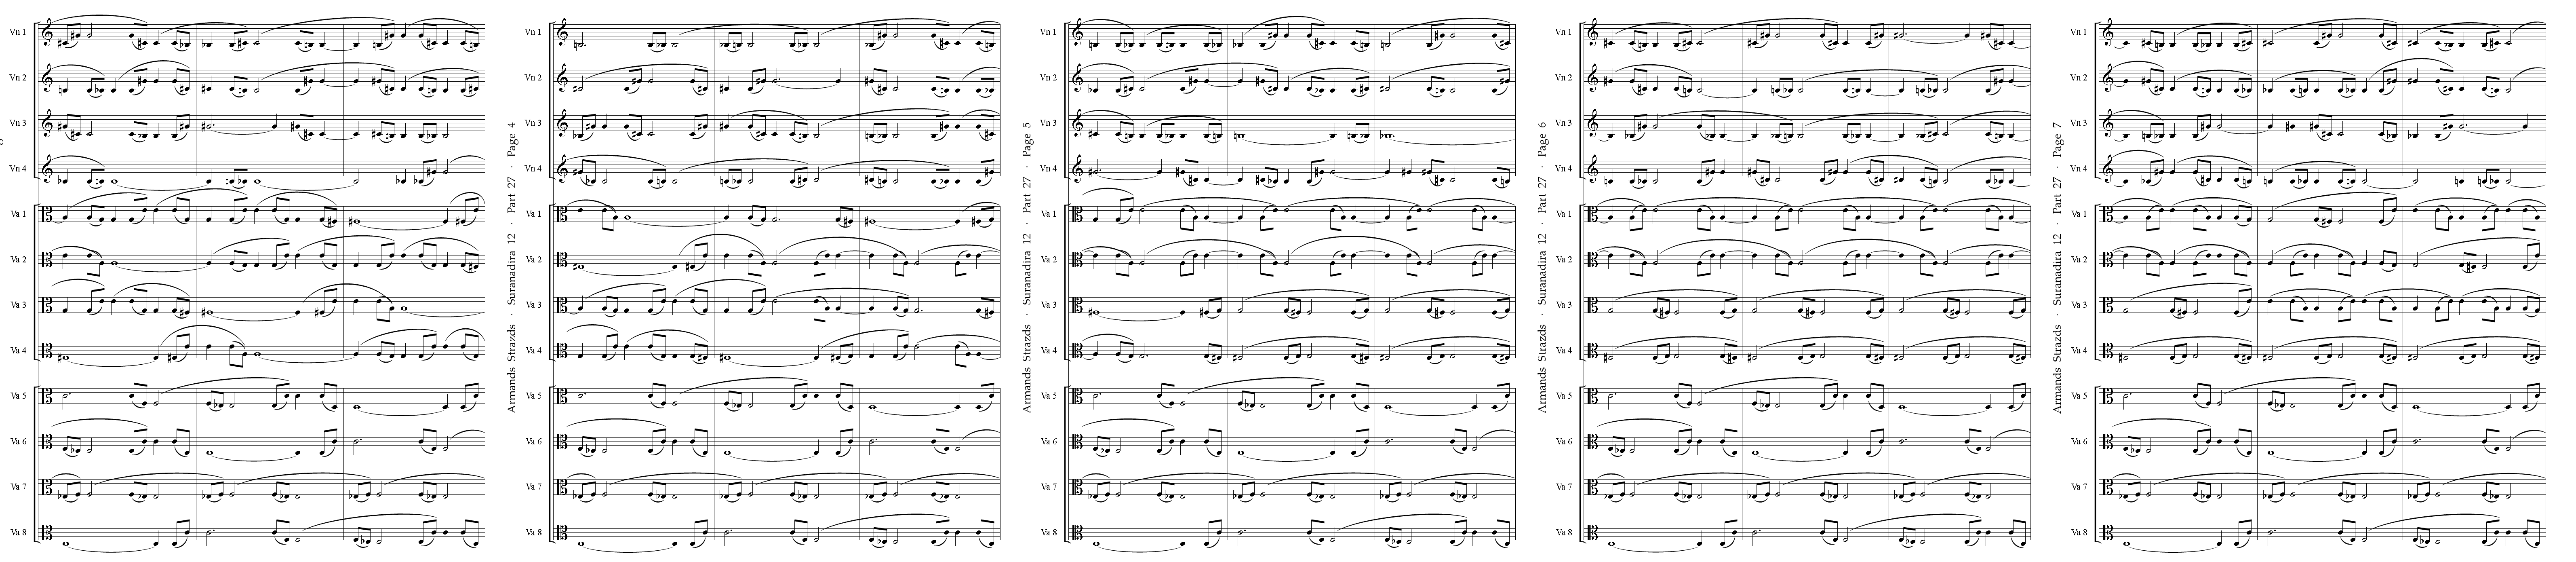 Vn 1
Vn 2
Vn 3
Vn 4
Va 1
Va 2
Va 3
Va 4
Va 5
Va 6
Va 7
Va 8
Armands Strazds · Suranadira 12 · Part 27 · Page 4
Vn 1
Vn 2
Vn 3
Vn 4
Va 1
Va 2
Va 3
Va 4
Va 5
Va 6
Va 7
Va 8
Armands Strazds · Suranadira 12 · Part 27 · Page 5
Vn 1
Vn 2
Vn 3
Vn 4
Va 1
Va 2
Va 3
Va 4
Va 5
Va 6
Va 7
Va 8
Armands Strazds · Suranadira 12 · Part 27 · Page 6
Vn 1
Vn 2
Vn 3
Vn 4
Va 1
Va 2
Va 3
Va 4
Va 5
Va 6
Va 7
Va 8
Armands Strazds · Suranadira 12 · Part 27 · Page 7
Vn 1
Vn 2
Vn 3
Vn 4
Va 1
Va 2
Va 3
Va 4
Va 5
Va 6
Va 7
Va 8